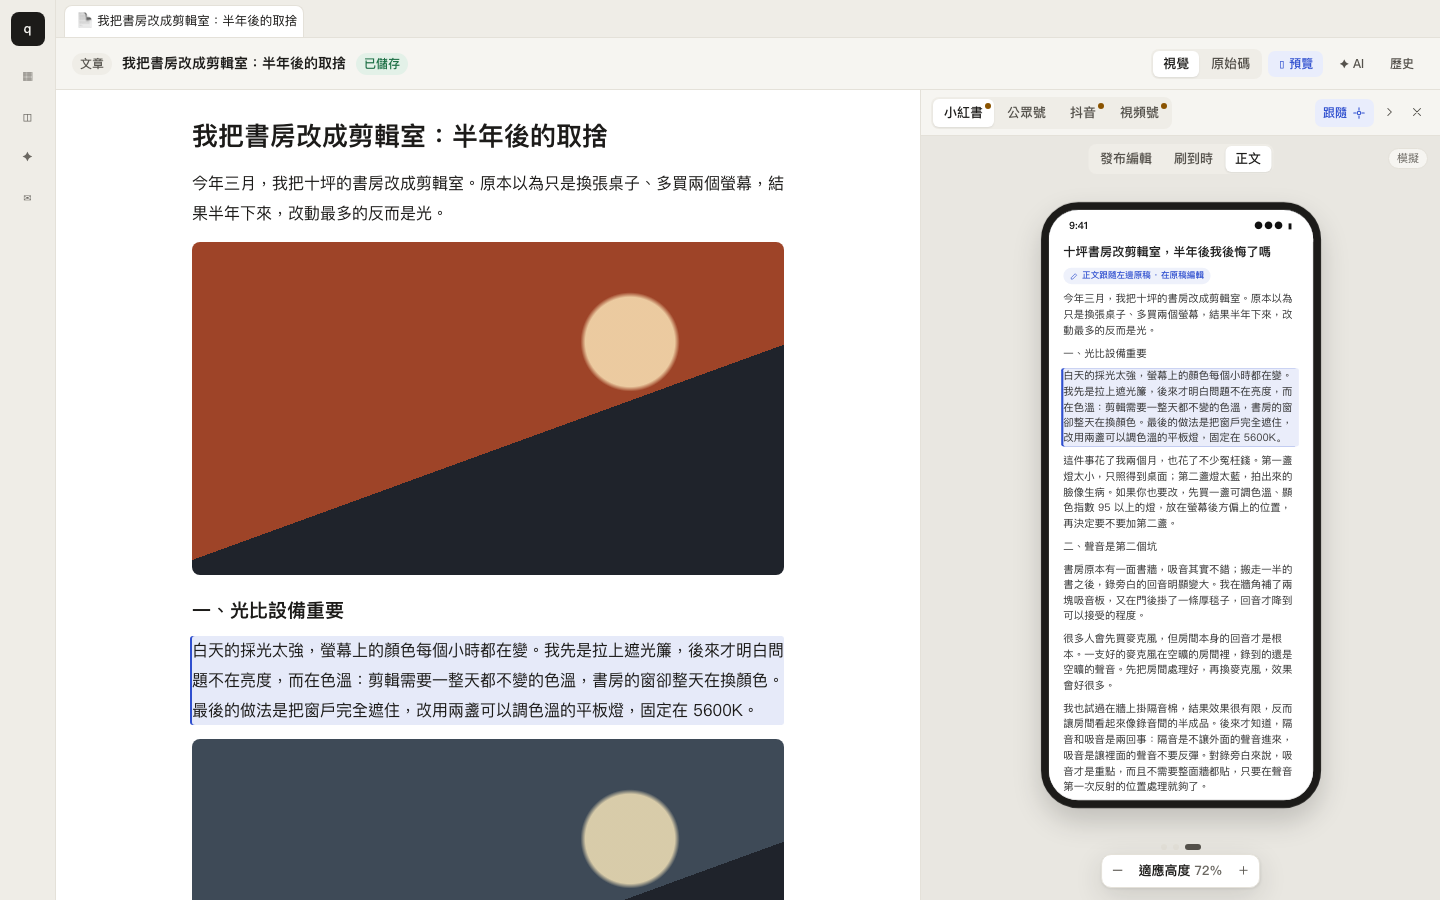 q
我把書房改成剪輯室：半年後的取捨
文章
我把書房改成剪輯室：半年後的取捨
已儲存
視覺
原始碼
預覽
AI
歷史
我把書房改成剪輯室：半年後的取捨
今年三月，我把十坪的書房改成剪輯室。原本以為只是換張桌子、多買兩個螢幕，結
果半年下來，改動最多的反而是光。
一、光比設備重要
白天的採光太強，螢幕上的顏色每個小時都在變。我先是拉上遮光簾，後來才明白問
題不在亮度，而在色溫：剪輯需要一整天都不變的色溫，書房的窗卻整天在換顏色。
最後的做法是把窗戶完全遮住，改用兩盞可以調色溫的平板燈，固定在 5600K。
小紅書
公眾號
抖音
視頻號
跟隨
發布編輯
刷到時
正文
模擬
9:41
十坪書房改剪輯室，半年後我後悔了嗎
正文跟隨左邊原稿 · 在原稿編輯
今年三月，我把十坪的書房改成剪輯室。原本以為
只是換張桌子、多買兩個螢幕，結果半年下來，改
動最多的反而是光。
一、光比設備重要
白天的採光太強，螢幕上的顏色每個小時都在變。
我先是拉上遮光簾，後來才明白問題不在亮度，而
在色溫：剪輯需要一整天都不變的色溫，書房的窗
卻整天在換顏色。最後的做法是把窗戶完全遮住，
改用兩盞可以調色溫的平板燈，固定在 5600K。
這件事花了我兩個月，也花了不少冤枉錢。第一盞
燈太小，只照得到桌面；第二盞燈太藍，拍出來的
臉像生病。如果你也要改，先買一盞可調色溫、顯
色指數 95 以上的燈，放在螢幕後方偏上的位置，
再決定要不要加第二盞。
二、聲音是第二個坑
書房原本有一面書牆，吸音其實不錯；搬走一半的
書之後，錄旁白的回音明顯變大。我在牆角補了兩
塊吸音板，又在門後掛了一條厚毯子，回音才降到
可以接受的程度。
很多人會先買麥克風，但房間本身的回音才是根
本。一支好的麥克風在空曠的房間裡，錄到的還是
空曠的聲音。先把房間處理好，再換麥克風，效果
會好很多。
我也試過在牆上掛隔音棉，結果效果很有限，反而
讓房間看起來像錄音間的半成品。後來才知道，隔
音和吸音是兩回事：隔音是不讓外面的聲音進來，
吸音是讓裡面的聲音不要反彈。對錄旁白來說，吸
音才是重點，而且不需要整面牆都貼，只要在聲音
第一次反射的位置處理就夠了。
適應高度 72%